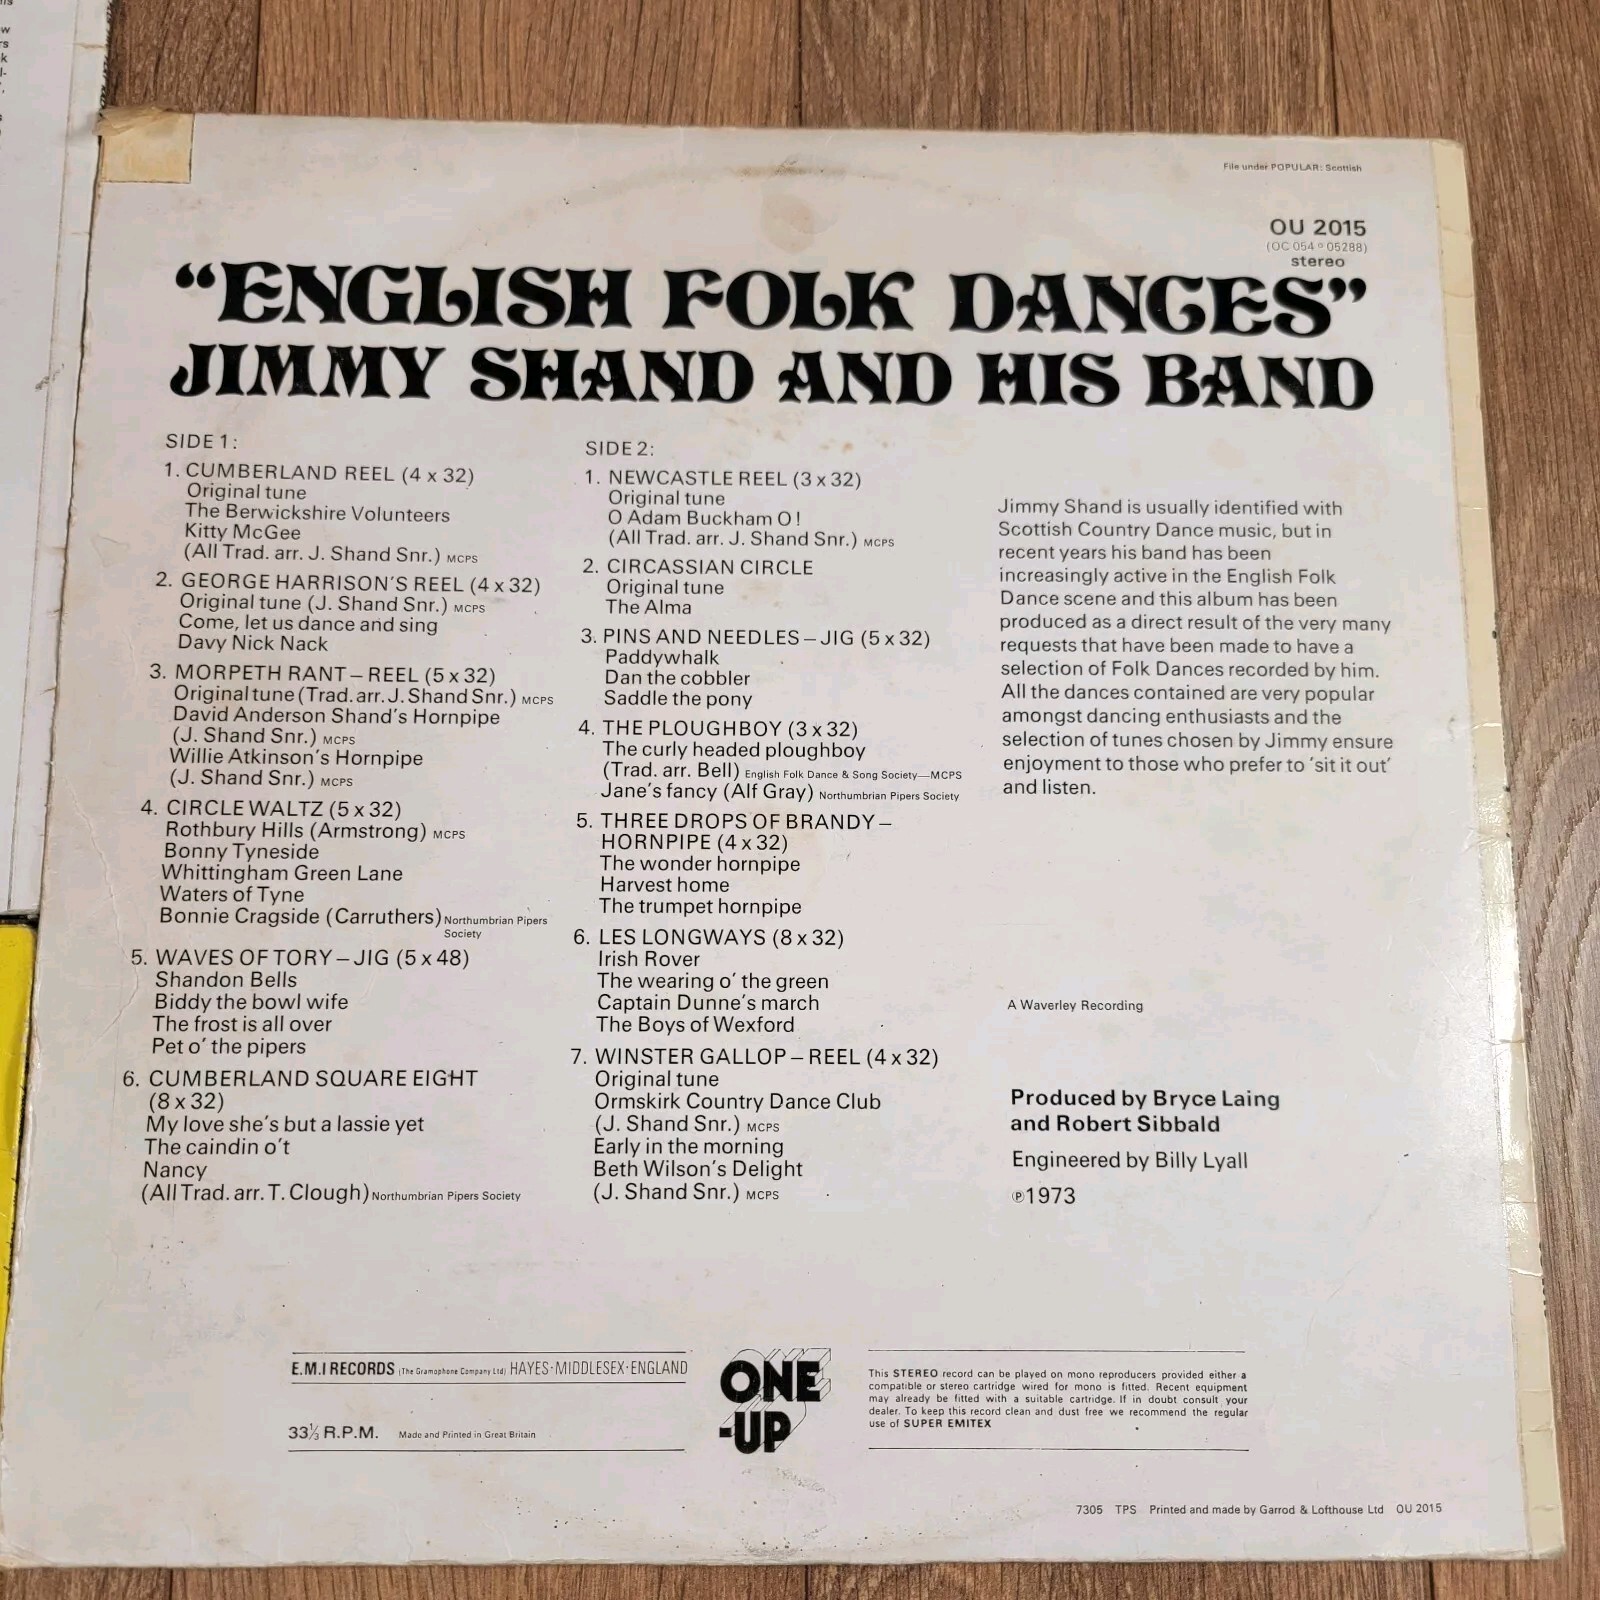 File under POPULAR: Scottish
OU 2015
(OC 054 ° 05288)
stereo
“ENGLISH FOLK DANCES”
JIMMY SHAND AND HIS BAND
SIDE 1:
1. CUMBERLAND REEL (4 x 32)
Original tune
The Berwickshire Volunteers
Kitty McGee
(All Trad. arr. J. Shand Snr.) MCPS
2. GEORGE HARRISON'S REEL (4 x 32)
Original tune (J. Shand Snr.) MCPS
Come, let us dance and sing
Davy Nick Nack
3. MORPETH RANT – REEL (5 x 32)
Original tune (Trad. arr. J. Shand Snr.) MCPS
David Anderson Shand's Hornpipe
(J. Shand Snr.) MCPS
Willie Atkinson's Hornpipe
(J. Shand Snr.) MCPS
4. CIRCLE WALTZ (5 x 32)
Rothbury Hills (Armstrong) MCPS
Bonny Tyneside
Whittingham Green Lane
Waters of Tyne
Bonnie Cragside (Carruthers) Northumbrian Pipers
Society
5. WAVES OF TORY – JIG (5 x 48)
Shandon Bells
Biddy the bowl wife
The frost is all over
Pet o' the pipers
6. CUMBERLAND SQUARE EIGHT
(8 x 32)
My love she's but a lassie yet
The caindin o't
Nancy
(All Trad. arr. T. Clough) Northumbrian Pipers Society
SIDE 2:
1. NEWCASTLE REEL (3 x 32)
Original tune
O Adam Buckham O!
(All Trad. arr. J. Shand Snr.) MCPS
2. CIRCASSIAN CIRCLE
Original tune
The Alma
3. PINS AND NEEDLES – JIG (5 x 32)
Paddywhalk
Dan the cobbler
Saddle the pony
4. THE PLOUGHBOY (3 x 32)
The curly headed ploughboy
(Trad. arr. Bell) English Folk Dance & Song Society—MCPS
Jane's fancy (Alf Gray) Northumbrian Pipers Society
5. THREE DROPS OF BRANDY –
HORNPIPE (4 x 32)
The wonder hornpipe
Harvest home
The trumpet hornpipe
6. LES LONGWAYS (8 x 32)
Irish Rover
The wearing o' the green
Captain Dunne's march
The Boys of Wexford
7. WINSTER GALLOP – REEL (4 x 32)
Original tune
Ormskirk Country Dance Club
(J. Shand Snr.) MCPS
Early in the morning
Beth Wilson's Delight
(J. Shand Snr.) MCPS
Jimmy Shand is usually identified with
Scottish Country Dance music, but in
recent years his band has been
increasingly active in the English Folk
Dance scene and this album has been
produced as a direct result of the very many
requests that have been made to have a
selection of Folk Dances recorded by him.
All the dances contained are very popular
amongst dancing enthusiasts and the
selection of tunes chosen by Jimmy ensure
enjoyment to those who prefer to 'sit it out'
and listen.
A Waverley Recording
Produced by Bryce Laing
and Robert Sibbald
Engineered by Billy Lyall
℗1973
E.M.I RECORDS (The Gramophone Company Ltd) HAYES·MIDDLESEX·ENGLAND
33⅓ R.P.M. Made and Printed in Great Britain
ONE
-UP
This STEREO record can be played on mono reproducers provided either a
compatible or stereo cartridge wired for mono is fitted. Recent equipment
may already be fitted with a suitable cartridge. If in doubt consult your
dealer. To keep this record clean and dust free we recommend the regular
use of SUPER EMITEX
7305 TPS Printed and made by Garrod & Lofthouse Ltd OU 2015